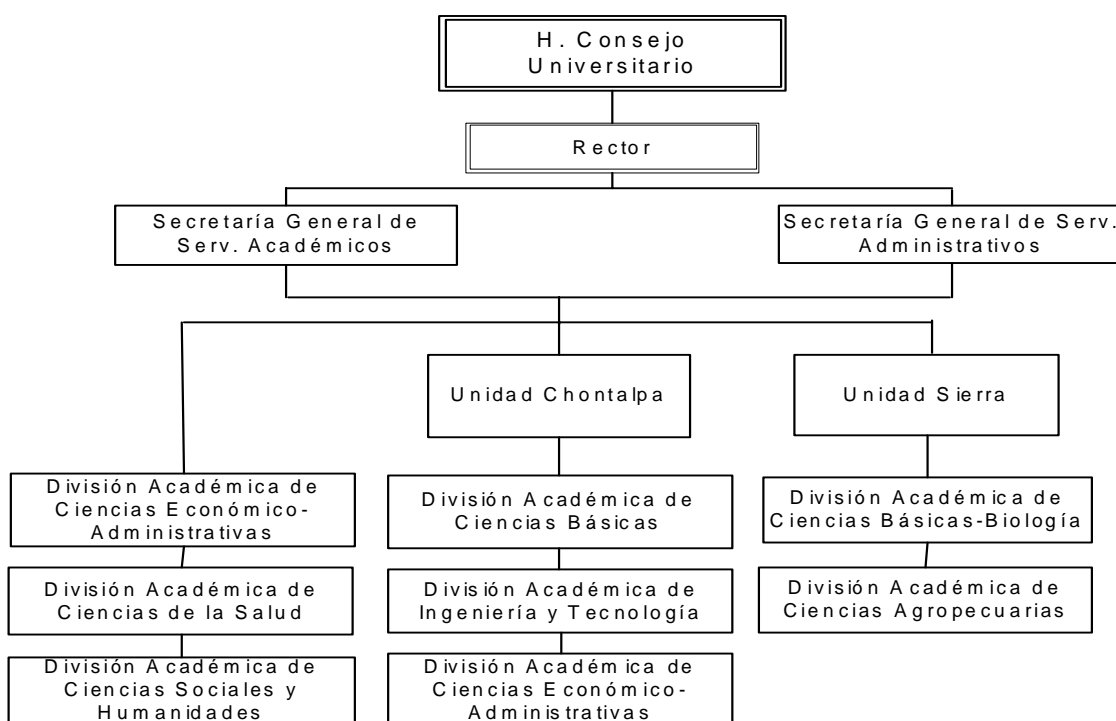 H. Consejo
Universitario
Rector
Secretaría General de
Serv. Académicos
Secretaría General de Serv.
Administrativos
Unidad Chontalpa
Unidad Sierra
División Académica de
Ciencias Económico-
Administrativas
División Académica de
Ciencias Básicas
División Académica de
Ciencias Básicas-Biología
División Académica de
Ciencias de la Salud
División Académica de
Ingeniería y Tecnología
División Académica de
Ciencias Agropecuarias
División Académica de
Ciencias Sociales y
Humanidades
División Académica de
Ciencias Económico-
Administrativas